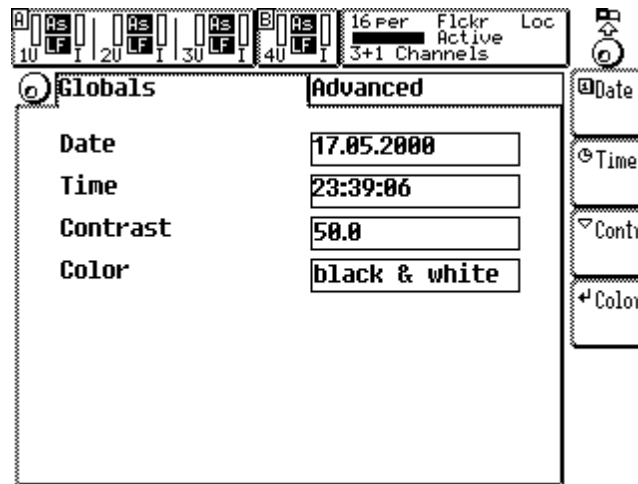 A As As As B As 16 per Flckr Loc
LF LF LF LF Active
1U I 2U I 3U I 4U I 3+1 Channels
Globals Advanced Date
Date 17.05.2000
Time 23:39:06 Time
Contrast 50.0 Contr
Color black & white Color